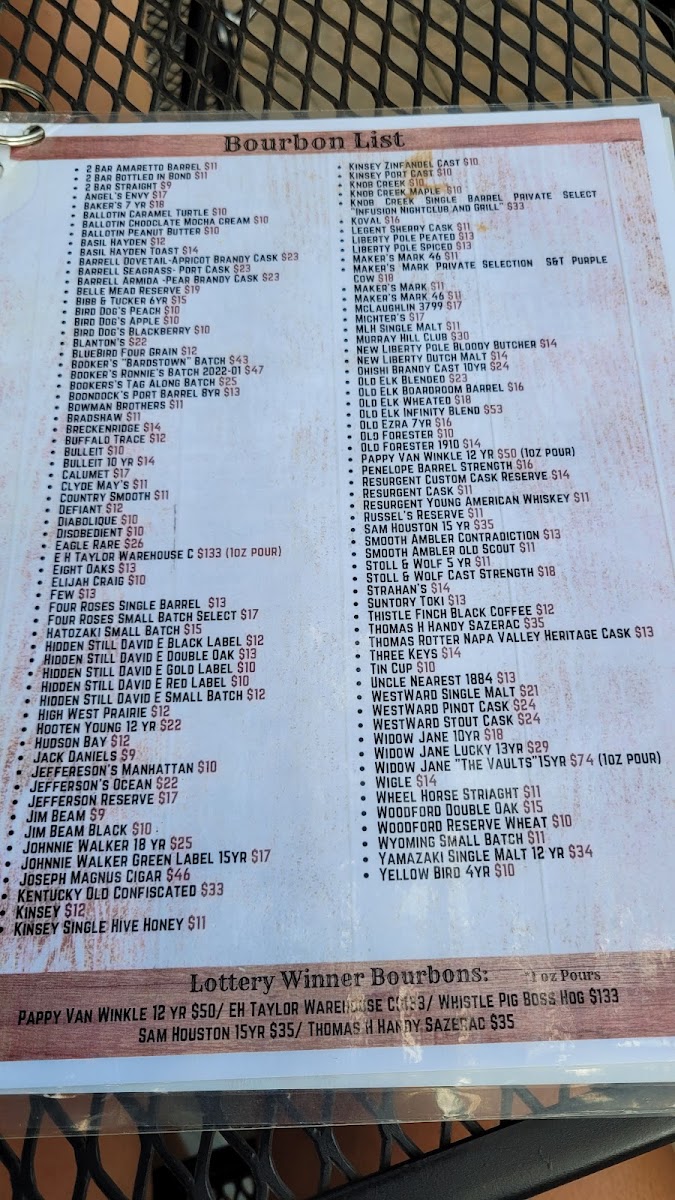 Bourbon List
• 2 Bar Amaretto Barrel $11
• 2 Bar Bottled in Bond $11
• 2 Bar Straight $9
• Angel's Envy $17
• Baker's 7 yr $18
• Ballotin Caramel Turtle $10
• Ballotin Chocolate Mocha Cream $10
• Ballotin Peanut Butter $10
• Basil Hayden $12
• Basil Hayden Toast $14
• Barrell Dovetail-Apricot Brandy Cask $23
• Barrell Seagrass- Port Cask $23
• Barrell Armida -Pear Brandy Cask $23
• Belle Mead Reserve $19
• Bibb & Tucker 6yr $15
• Bird Dog's Peach $10
• Bird Dog's Apple $10
• Bird Dog's Blackberry $10
• Blanton's $22
• BlueBird Four Grain $12
• Booker's "Bardstown" Batch $43
• Booker's Ronnie's Batch 2022-01 $47
• Bookers's Tag Along Batch $25
• Boondock's Port Barrel 8yr $13
• Bowman Brothers $11
• Bradshaw $11
• Breckenridge $14
• Buffalo Trace $12
• Bulleit $10
• Bulleit 10 yr $14
• Calumet $17
• Clyde May's $11
• Country Smooth $11
• Defiant $12
• Diabolique $10
• Disobedient $10
• Eagle Rare $26
• E H Taylor Warehouse C $133 (1oz pour)
• Eight Oaks $13
• Elijah Craig $10
• Few $13
• Four Roses Single Barrel $13
• Four Roses Small Batch Select $17
• Hatozaki Small Batch $15
• Hidden Still David E Black Label $12
• Hidden Still David E Double Oak $13
• Hidden Still David E Gold Label $10
• Hidden Still David E Red Label $10
• Hidden Still David E Small Batch $12
• High West Prairie $12
• Hooten Young 12 yr $22
• Hudson Bay $12
• Jack Daniels $9
• Jeffereson's Manhattan $10
• Jefferson's Ocean $22
• Jefferson Reserve $17
• Jim Beam $9
• Jim Beam Black $10
• Johnnie Walker 18 yr $25
• Johnnie Walker Green Label 15yr $17
• Joseph Magnus Cigar $46
• Kentucky Old Confiscated $33
• Kinsey $12
• Kinsey Single Hive Honey $11
• Kinsey Zinfandel Cast $10
• Kinsey Port Cast $10
• Knob Creek $10
• Knob Creek Maple $10
• Knob Creek Single Barrel Private Select
"Infusion Nightclub and Grill" $33
• Koval $16
• Legent Sherry Cask $11
• Liberty Pole Peated $13
• Liberty Pole Spiced $13
• Maker's Mark 46 $11
• Maker's Mark Private Selection S&T Purple
Cow $18
• Maker's Mark $11
• Maker's Mark 46 $11
• McLaughlin 3799 $17
• Michter's $17
• MLH Single Malt $11
• Murray Hill Club $30
• New Liberty Pole Bloody Butcher $14
• New Liberty Dutch Malt $14
• Ohishi Brandy Cast 10yr $24
• Old Elk Blended $23
• Old Elk Boardroom Barrel $16
• Old Elk Wheated $18
• Old Elk Infinity Blend $53
• Old Ezra 7yr $16
• Old Forester $10
• Old Forester 1910 $14
• Pappy Van Winkle 12 yr $50 (1oz pour)
• Penelope Barrel Strength $16
• Resurgent Custom Cask Reserve $14
• Resurgent Cask $11
• Resurgent Young American Whiskey $11
• Russel's Reserve $11
• Sam Houston 15 yr $35
• Smooth Ambler Contradiction $13
• Smooth Ambler Old Scout $11
• Stoll & Wolf 5 yr $11
• Stoll & Wolf Cast Strength $18
• Strahan's $14
• Suntory Toki $13
• Thistle Finch Black Coffee $12
• Thomas H Handy Sazerac $35
• Thomas Rotter Napa Valley Heritage Cask $13
• Three Keys $14
• Tin Cup $10
• Uncle Nearest 1884 $13
• WestWard Single Malt $21
• WestWard Pinot Cask $24
• WestWard Stout Cask $24
• Widow Jane 10yr $18
• Widow Jane Lucky 13yr $29
• Widow Jane "The Vaults"15yr $74 (1oz pour)
• Wigle $14
• Wheel Horse Striaght $11
• Woodford Double Oak $15
• Woodford Reserve Wheat $10
• Wyoming Small Batch $11
• Yamazaki Single Malt 12 yr $34
• Yellow Bird 4yr $10
Lottery Winner Bourbons: *1 oz Pours
Pappy Van Winkle 12 yr $50/ EH Taylor Warehouse C $133/ Whistle Pig Boss Hog $133
Sam Houston 15yr $35/ Thomas H Handy Sazerac $35